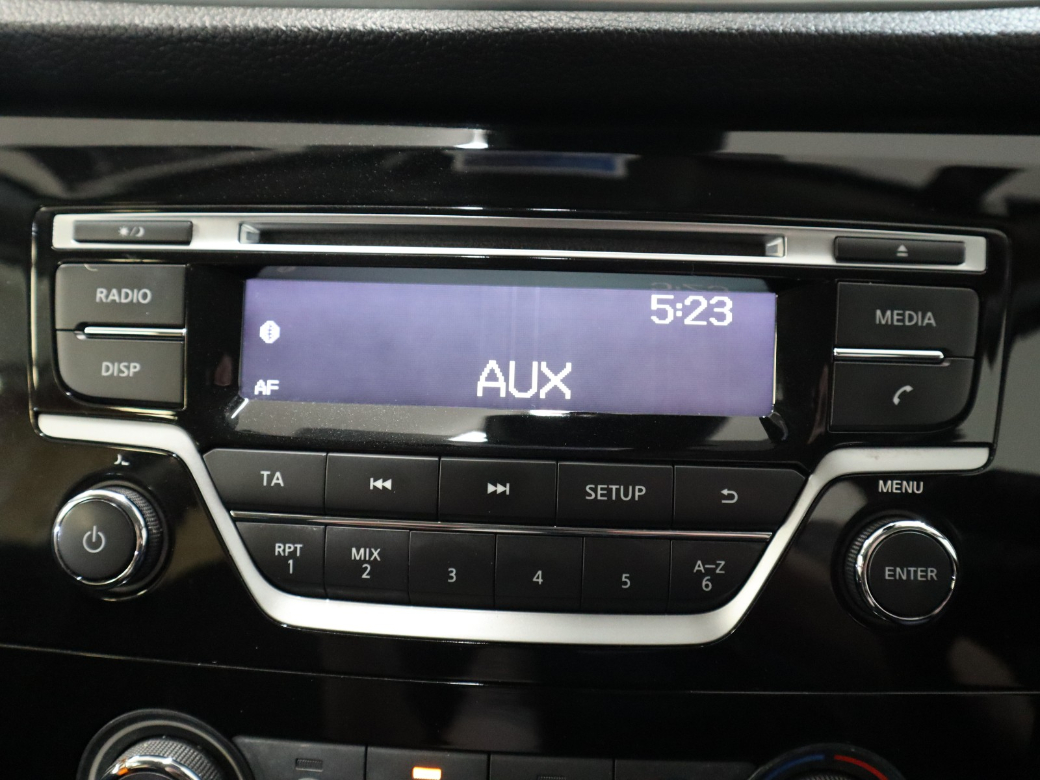 RADIO
DISP
5:23
AF
AUX
MEDIA
TA
SETUP
MENU
RPT
1
MIX
2
3
4
5
A-Z
6
ENTER